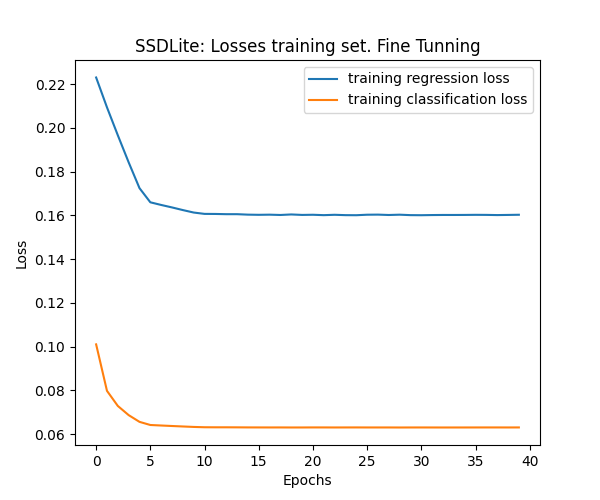 SSDLite: Losses training set. Fine Tunning
training regression loss
training classification loss
0.22
0.20
0.18
0.16
0.14
0.12
0.10
0.08
0.06
Loss
0 5 10 15 20 25 30 35 40
Epochs